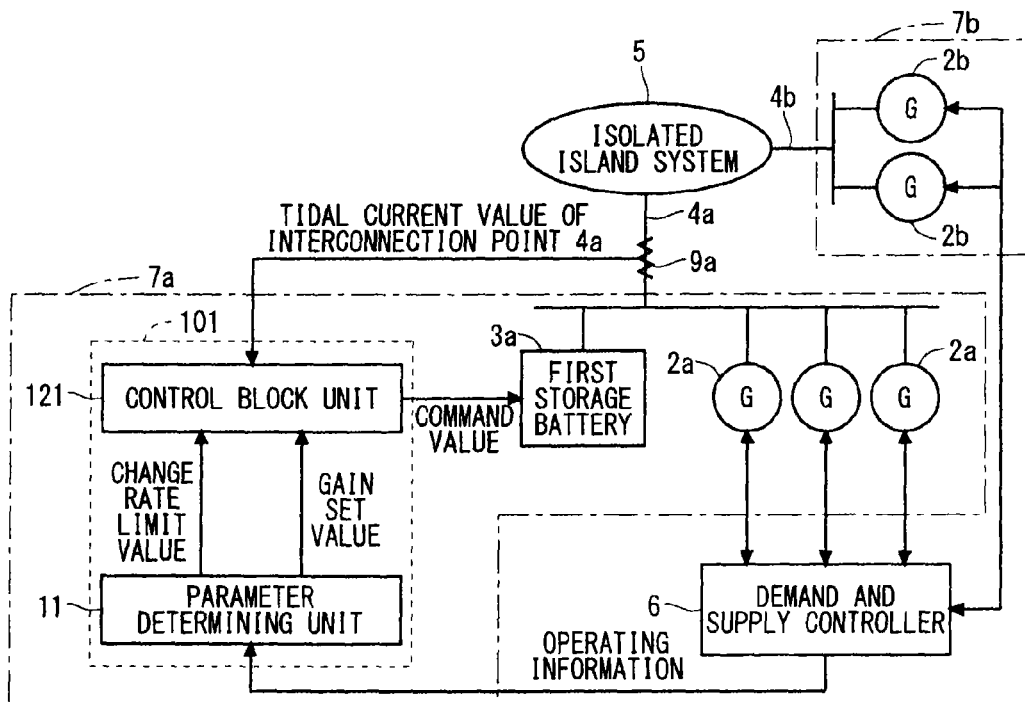 7b
5
2b
4b
G
ISOLATED
ISLAND SYSTEM
G
TIDAL CURRENT VALUE OF
INTERCONNECTION POINT 4a
4a
2b
9a
7a
101
3a
2a
2a
121
CONTROL BLOCK UNIT
FIRST
STORAGE
BATTERY
G
G
G
COMMAND
VALUE
CHANGE
RATE
LIMIT
VALUE
GAIN
SET
VALUE
11
PARAMETER
DETERMINING UNIT
6
DEMAND AND
SUPPLY CONTROLLER
OPERATING
INFORMATION